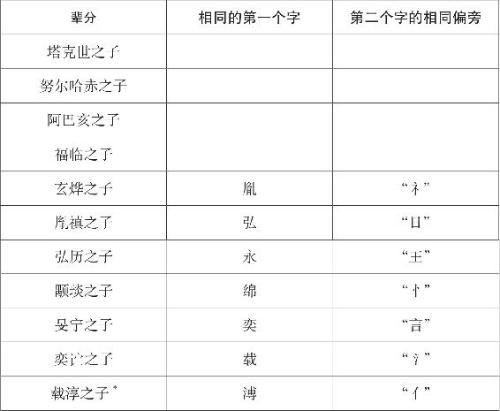 辈分 相同的第一个字 第二个字的相同偏旁
塔克世之子
努尔哈赤之子
阿巴亥之子
福临之子
玄烨之子 胤 “礻”
胤禛之子 弘 “日”
弘历之子 永 “王”
颙琰之子 绵 “忄”
旻宁之子 奕 “言”
奕𬣞之子 载 “氵”
载淳之子* 溥 “亻”